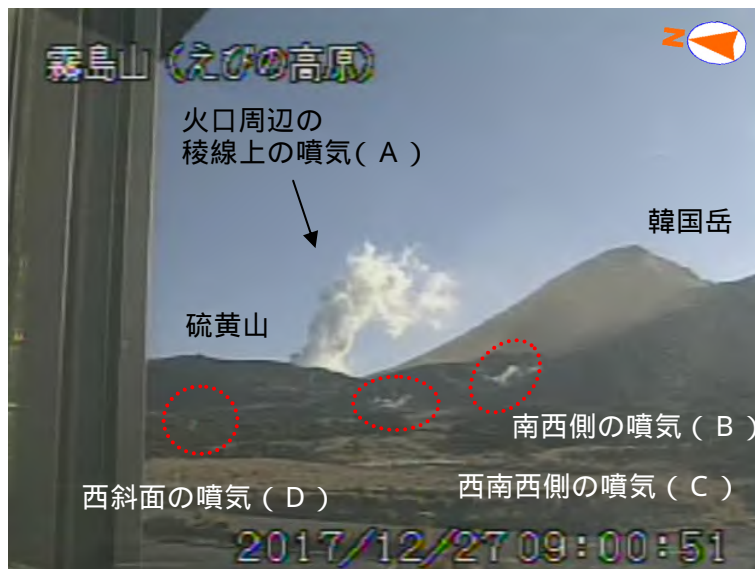 霧島山（えびの高原）
N
火口周辺の
稜線上の噴気（Ａ）
韓国岳
硫黄山
南西側の噴気（Ｂ）
西南西側の噴気（Ｃ）
西斜面の噴気（Ｄ）
2017/12/27 09:00:51